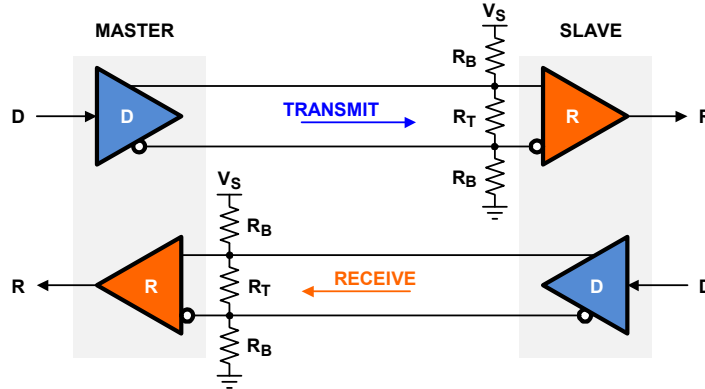 MASTER
SLAVE
VS
RB
D
D
TRANSMIT
RT
R
RB
VS
RB
R
R
RT
RECEIVE
D
RB